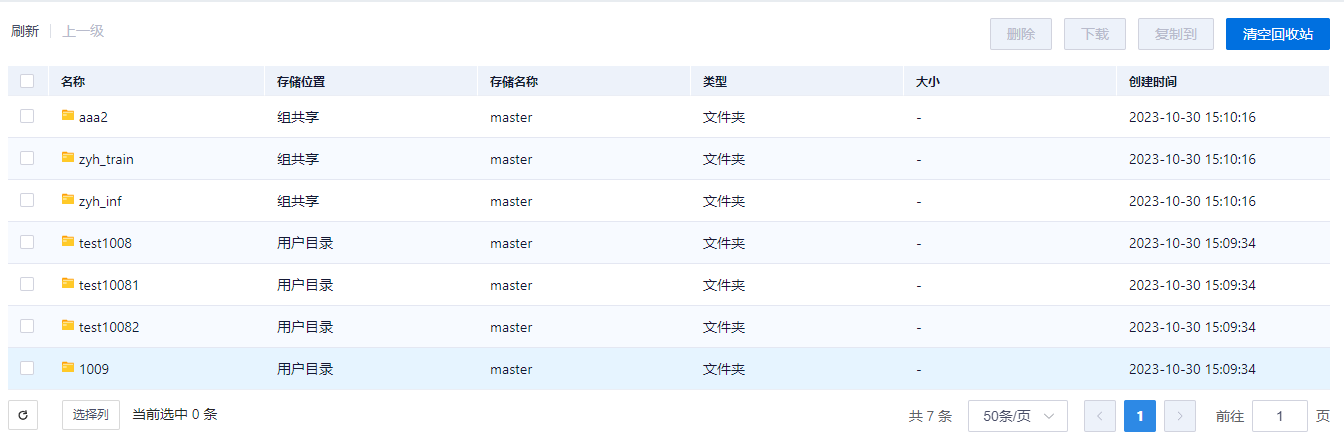 刷新 上一级 删除 下载 复制到 清空回收站
名称 存储位置 存储名称 类型 大小 创建时间
aaa2 组共享 master 文件夹 - 2023-10-30 15:10:16
zyh_train 组共享 master 文件夹 - 2023-10-30 15:10:16
zyh_inf 组共享 master 文件夹 - 2023-10-30 15:10:16
test1008 用户目录 master 文件夹 - 2023-10-30 15:09:34
test10081 用户目录 master 文件夹 - 2023-10-30 15:09:34
test10082 用户目录 master 文件夹 - 2023-10-30 15:09:34
1009 用户目录 master 文件夹 - 2023-10-30 15:09:34
选择列 当前选中 0 条 共 7 条 50条/页 1 前往 1 页